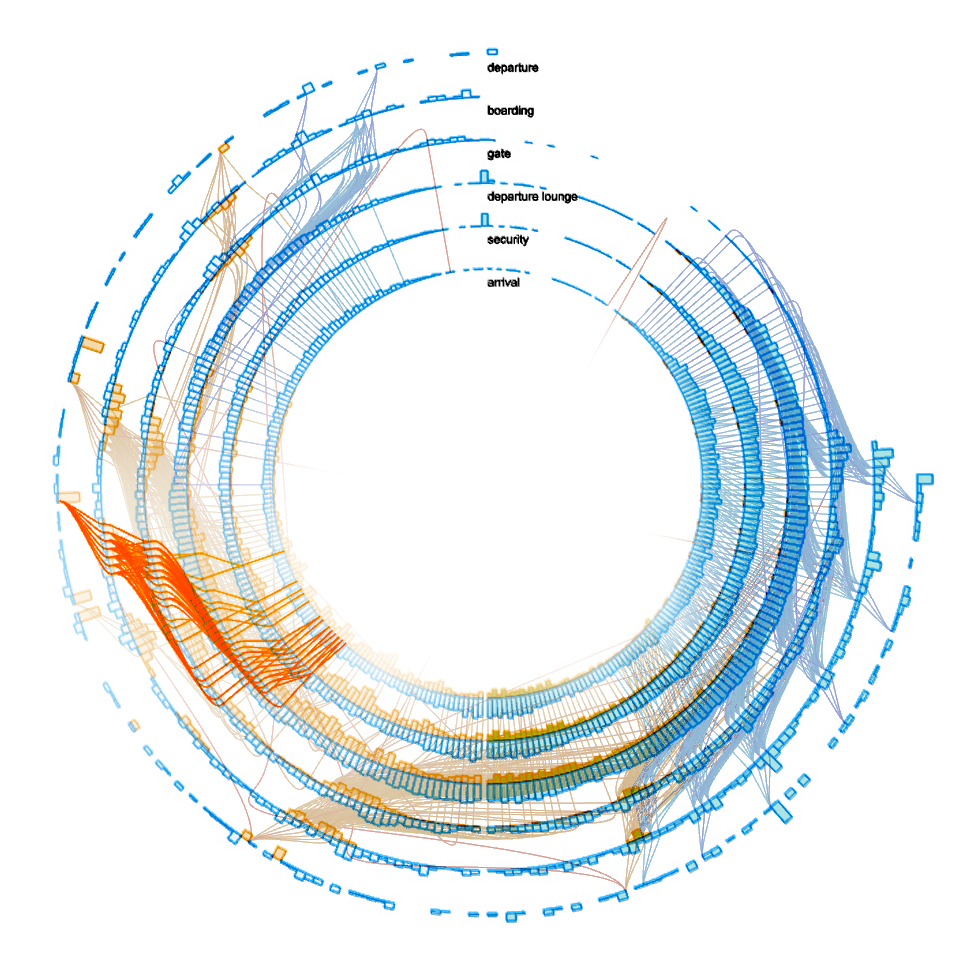 departure
boarding
gate
departure lounge
security
arrival